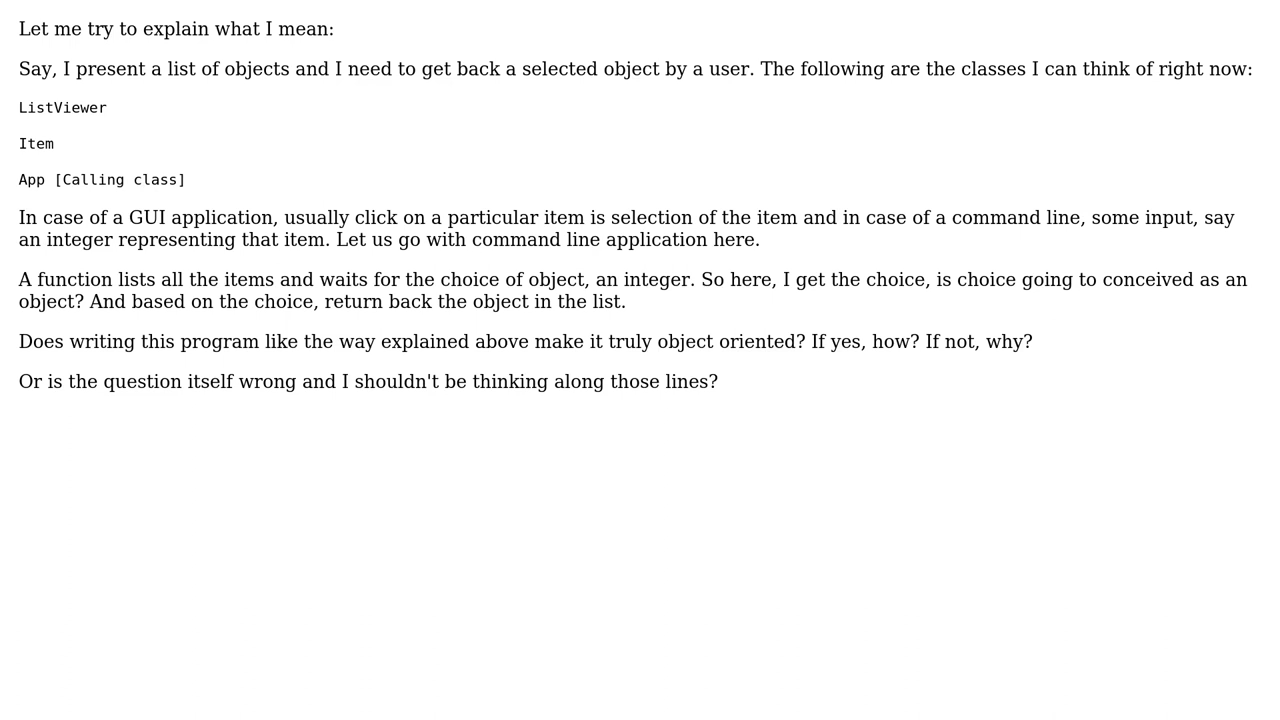 Let me try to explain what I mean:
Say, I present a list of objects and I need to get back a selected object by a user. The following are the classes I can think of right now:
ListViewer
Item
App [Calling class]
In case of a GUI application, usually click on a particular item is selection of the item and in case of a command line, some input, say
an integer representing that item. Let us go with command line application here.
A function lists all the items and waits for the choice of object, an integer. So here, I get the choice, is choice going to conceived as an
object? And based on the choice, return back the object in the list.
Does writing this program like the way explained above make it truly object oriented? If yes, how? If not, why?
Or is the question itself wrong and I shouldn't be thinking along those lines?